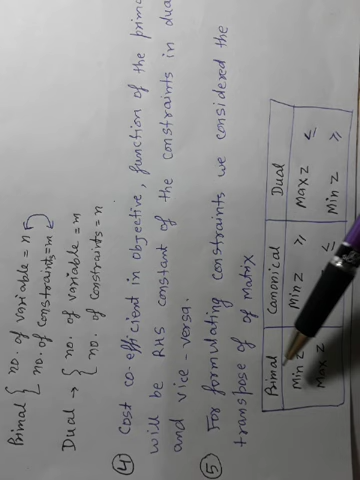 Primal { no. of variable = n
no. of constraints = m
Dual → { no. of variable = m
no. of constraints = n
④ Cost co-efficient in objective, function of the prima
will be RHS constant of the constraints in dua
and vice-versa.
⑤ For formulating constraints we considered the
transpose of of Matrix
Primal Canonical Dual
Min Z Min Z ≥ Max Z ≤
Max Z ≤ Min Z ≥